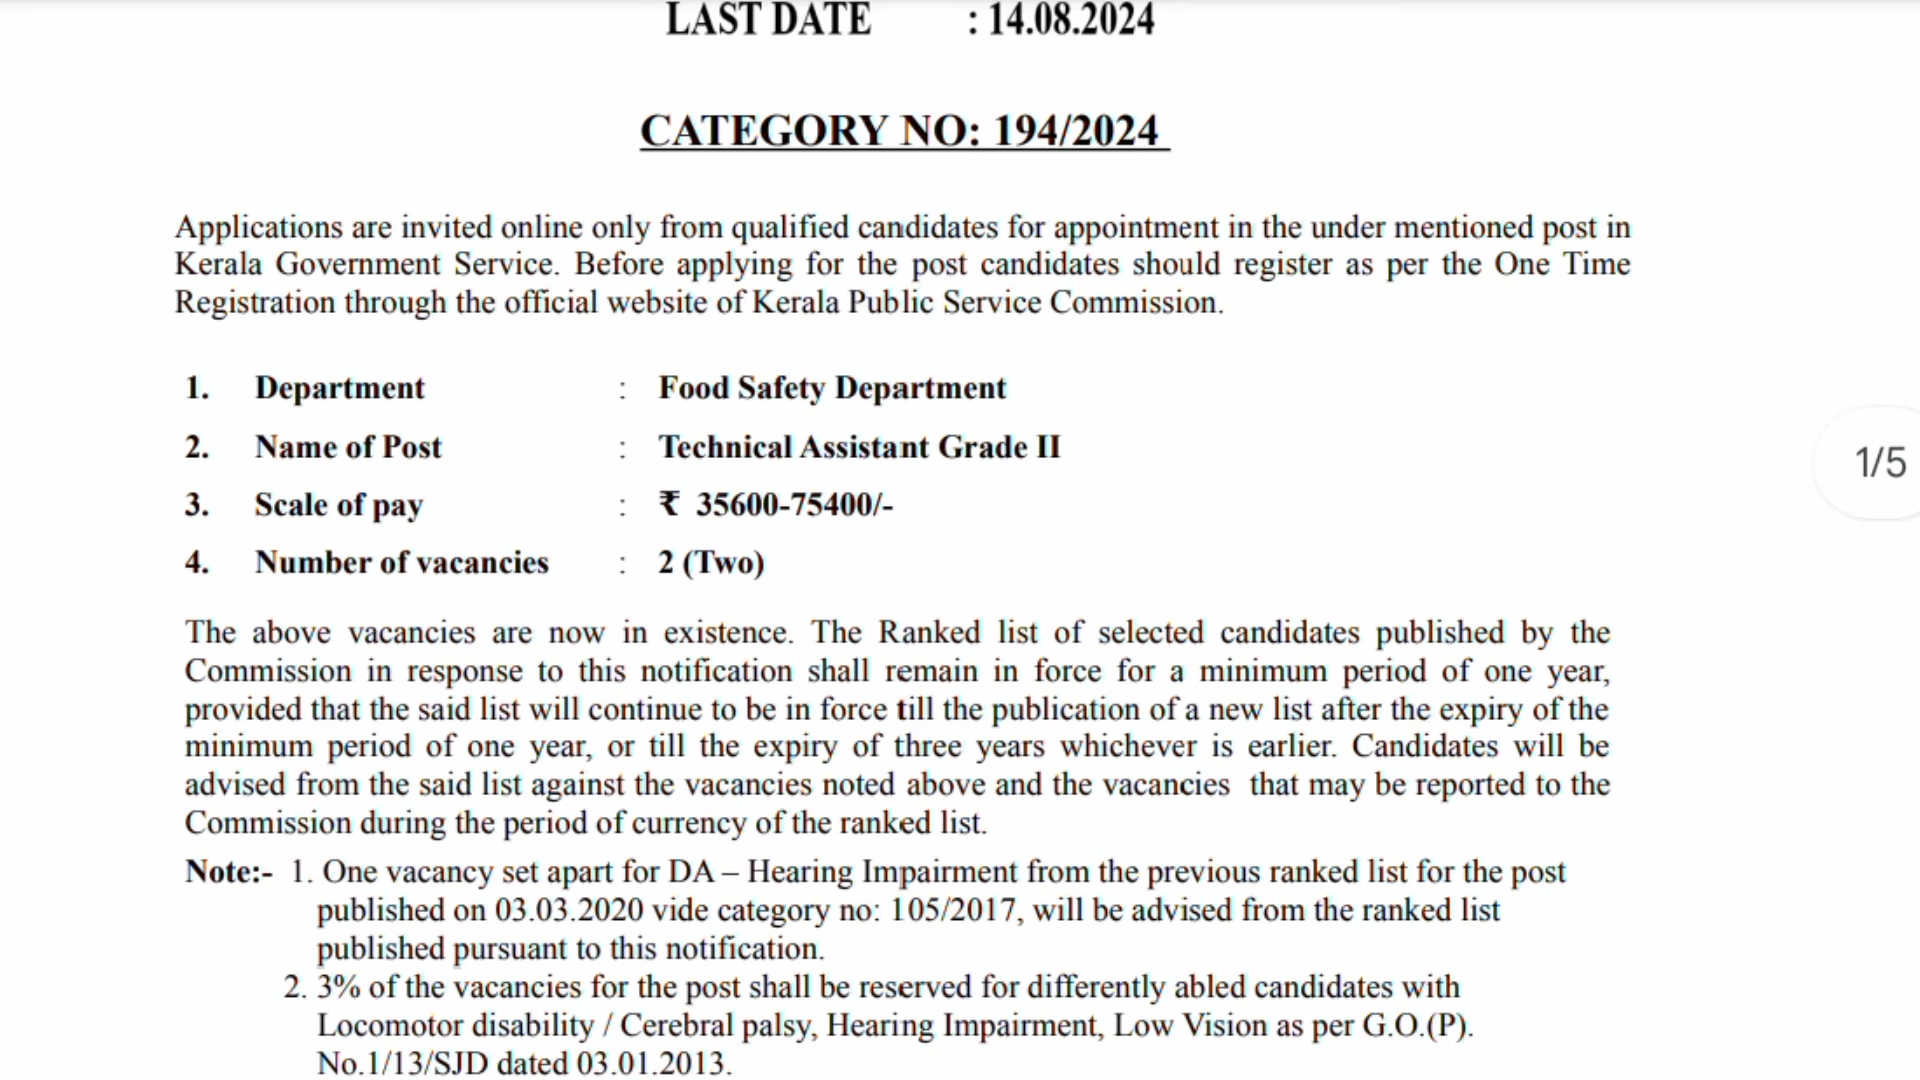 LAST DATE : 14.08.2024
CATEGORY NO: 194/2024
Applications are invited online only from qualified candidates for appointment in the under mentioned post in
Kerala Government Service. Before applying for the post candidates should register as per the One Time
Registration through the official website of Kerala Public Service Commission.
1. Department : Food Safety Department
2. Name of Post : Technical Assistant Grade II
1/5
3. Scale of pay : ₹ 35600-75400/-
4. Number of vacancies : 2 (Two)
The above vacancies are now in existence. The Ranked list of selected candidates published by the
Commission in response to this notification shall remain in force for a minimum period of one year,
provided that the said list will continue to be in force till the publication of a new list after the expiry of the
minimum period of one year, or till the expiry of three years whichever is earlier. Candidates will be
advised from the said list against the vacancies noted above and the vacancies that may be reported to the
Commission during the period of currency of the ranked list.
Note:- 1. One vacancy set apart for DA – Hearing Impairment from the previous ranked list for the post
published on 03.03.2020 vide category no: 105/2017, will be advised from the ranked list
published pursuant to this notification.
2. 3% of the vacancies for the post shall be reserved for differently abled candidates with
Locomotor disability / Cerebral palsy, Hearing Impairment, Low Vision as per G.O.(P).
No.1/13/SJD dated 03.01.2013.